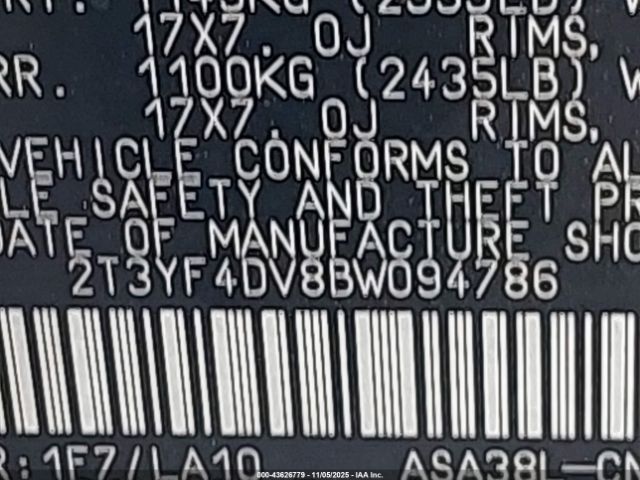 17X7. OJ RIMS,
RR. 1100KG (2435LB) W
17X7. OJ RIMS,
VEHICLE CONFORMS TO AL
LE SAFETY AND THEFT PR
DATE OF MANUFACTURE SHO
2T3YF4DV8BW094786
R:1F7/LA10 ASA38L-CN
000-43626779 - 11/05/2025 - IAA Inc.